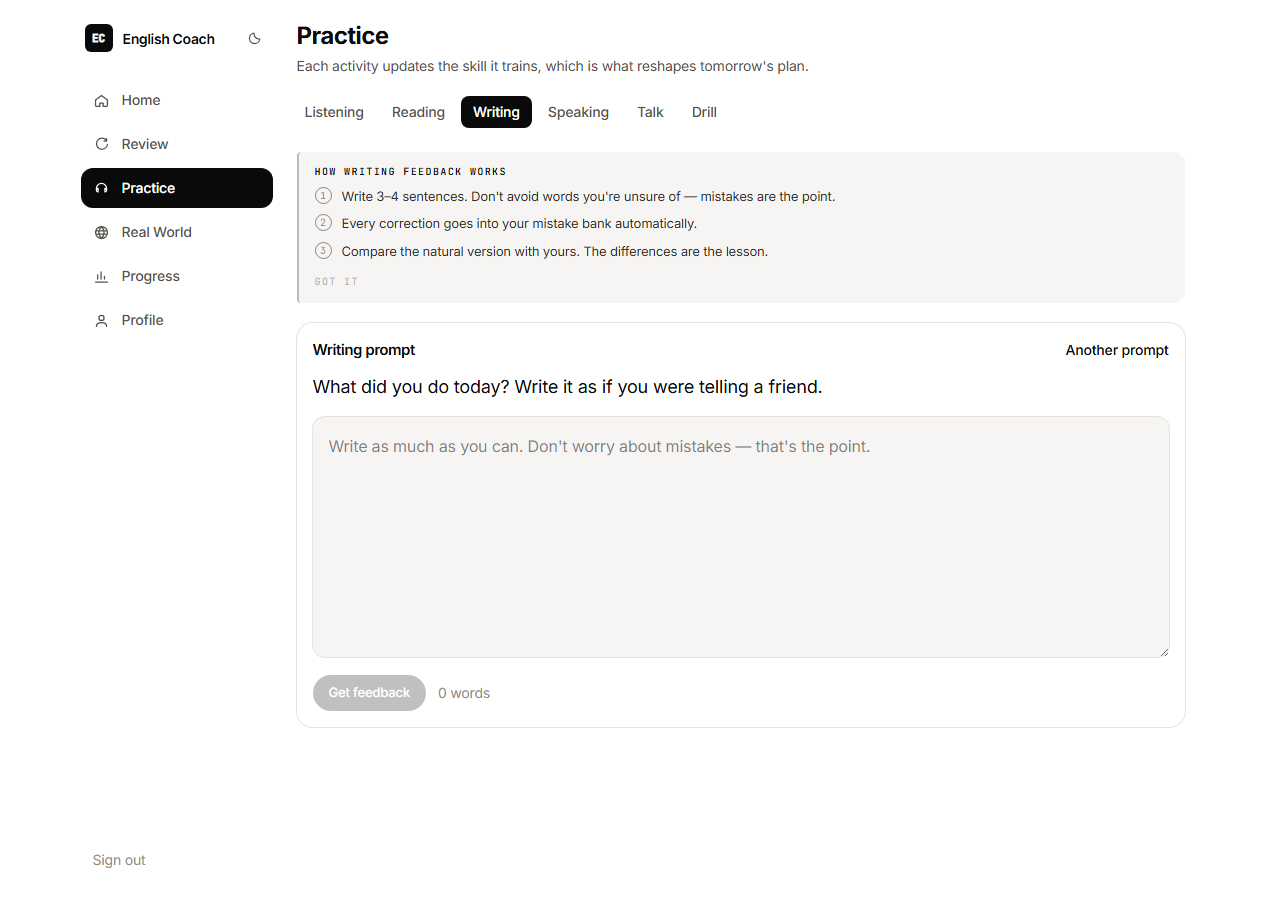 EC English Coach
Home
Review
Practice
Real World
Progress
Profile
Sign out
Practice
Each activity updates the skill it trains, which is what reshapes tomorrow's plan.
Listening Reading Writing Speaking Talk Drill
HOW WRITING FEEDBACK WORKS
1 Write 3–4 sentences. Don't avoid words you're unsure of — mistakes are the point.
2 Every correction goes into your mistake bank automatically.
3 Compare the natural version with yours. The differences are the lesson.
GOT IT
Writing prompt Another prompt
What did you do today? Write it as if you were telling a friend.
Write as much as you can. Don't worry about mistakes — that's the point.
Get feedback 0 words